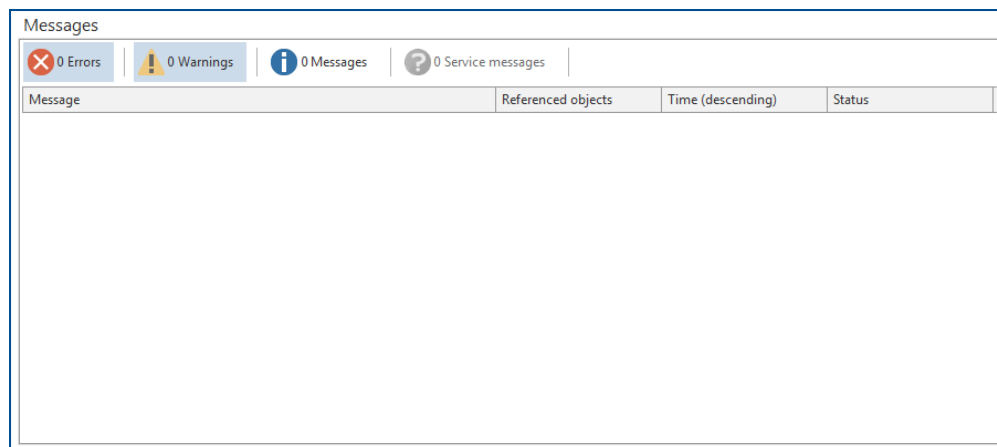 Messages
0 Errors 0 Warnings 0 Messages 0 Service messages
Message Referenced objects Time (descending) Status